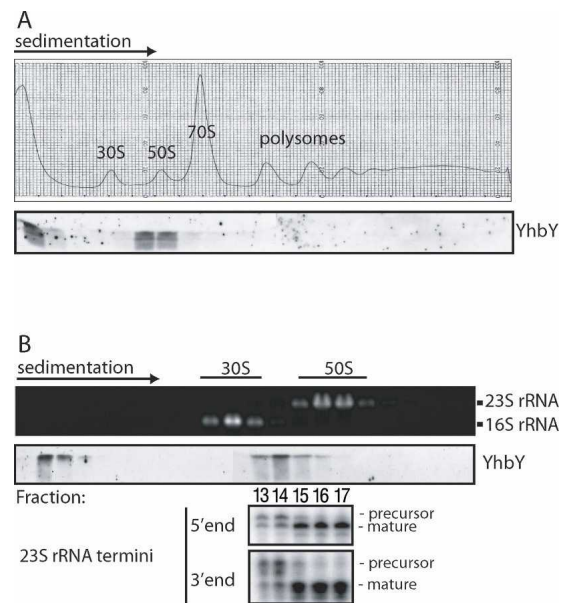 A
sedimentation
30S
50S
70S
polysomes
YhbY
B
sedimentation
30S
50S
23S rRNA
16S rRNA
YhbY
Fraction:
13 14 15 16 17
23S rRNA termini
5'end
- precursor
- mature
3'end
- precursor
- mature